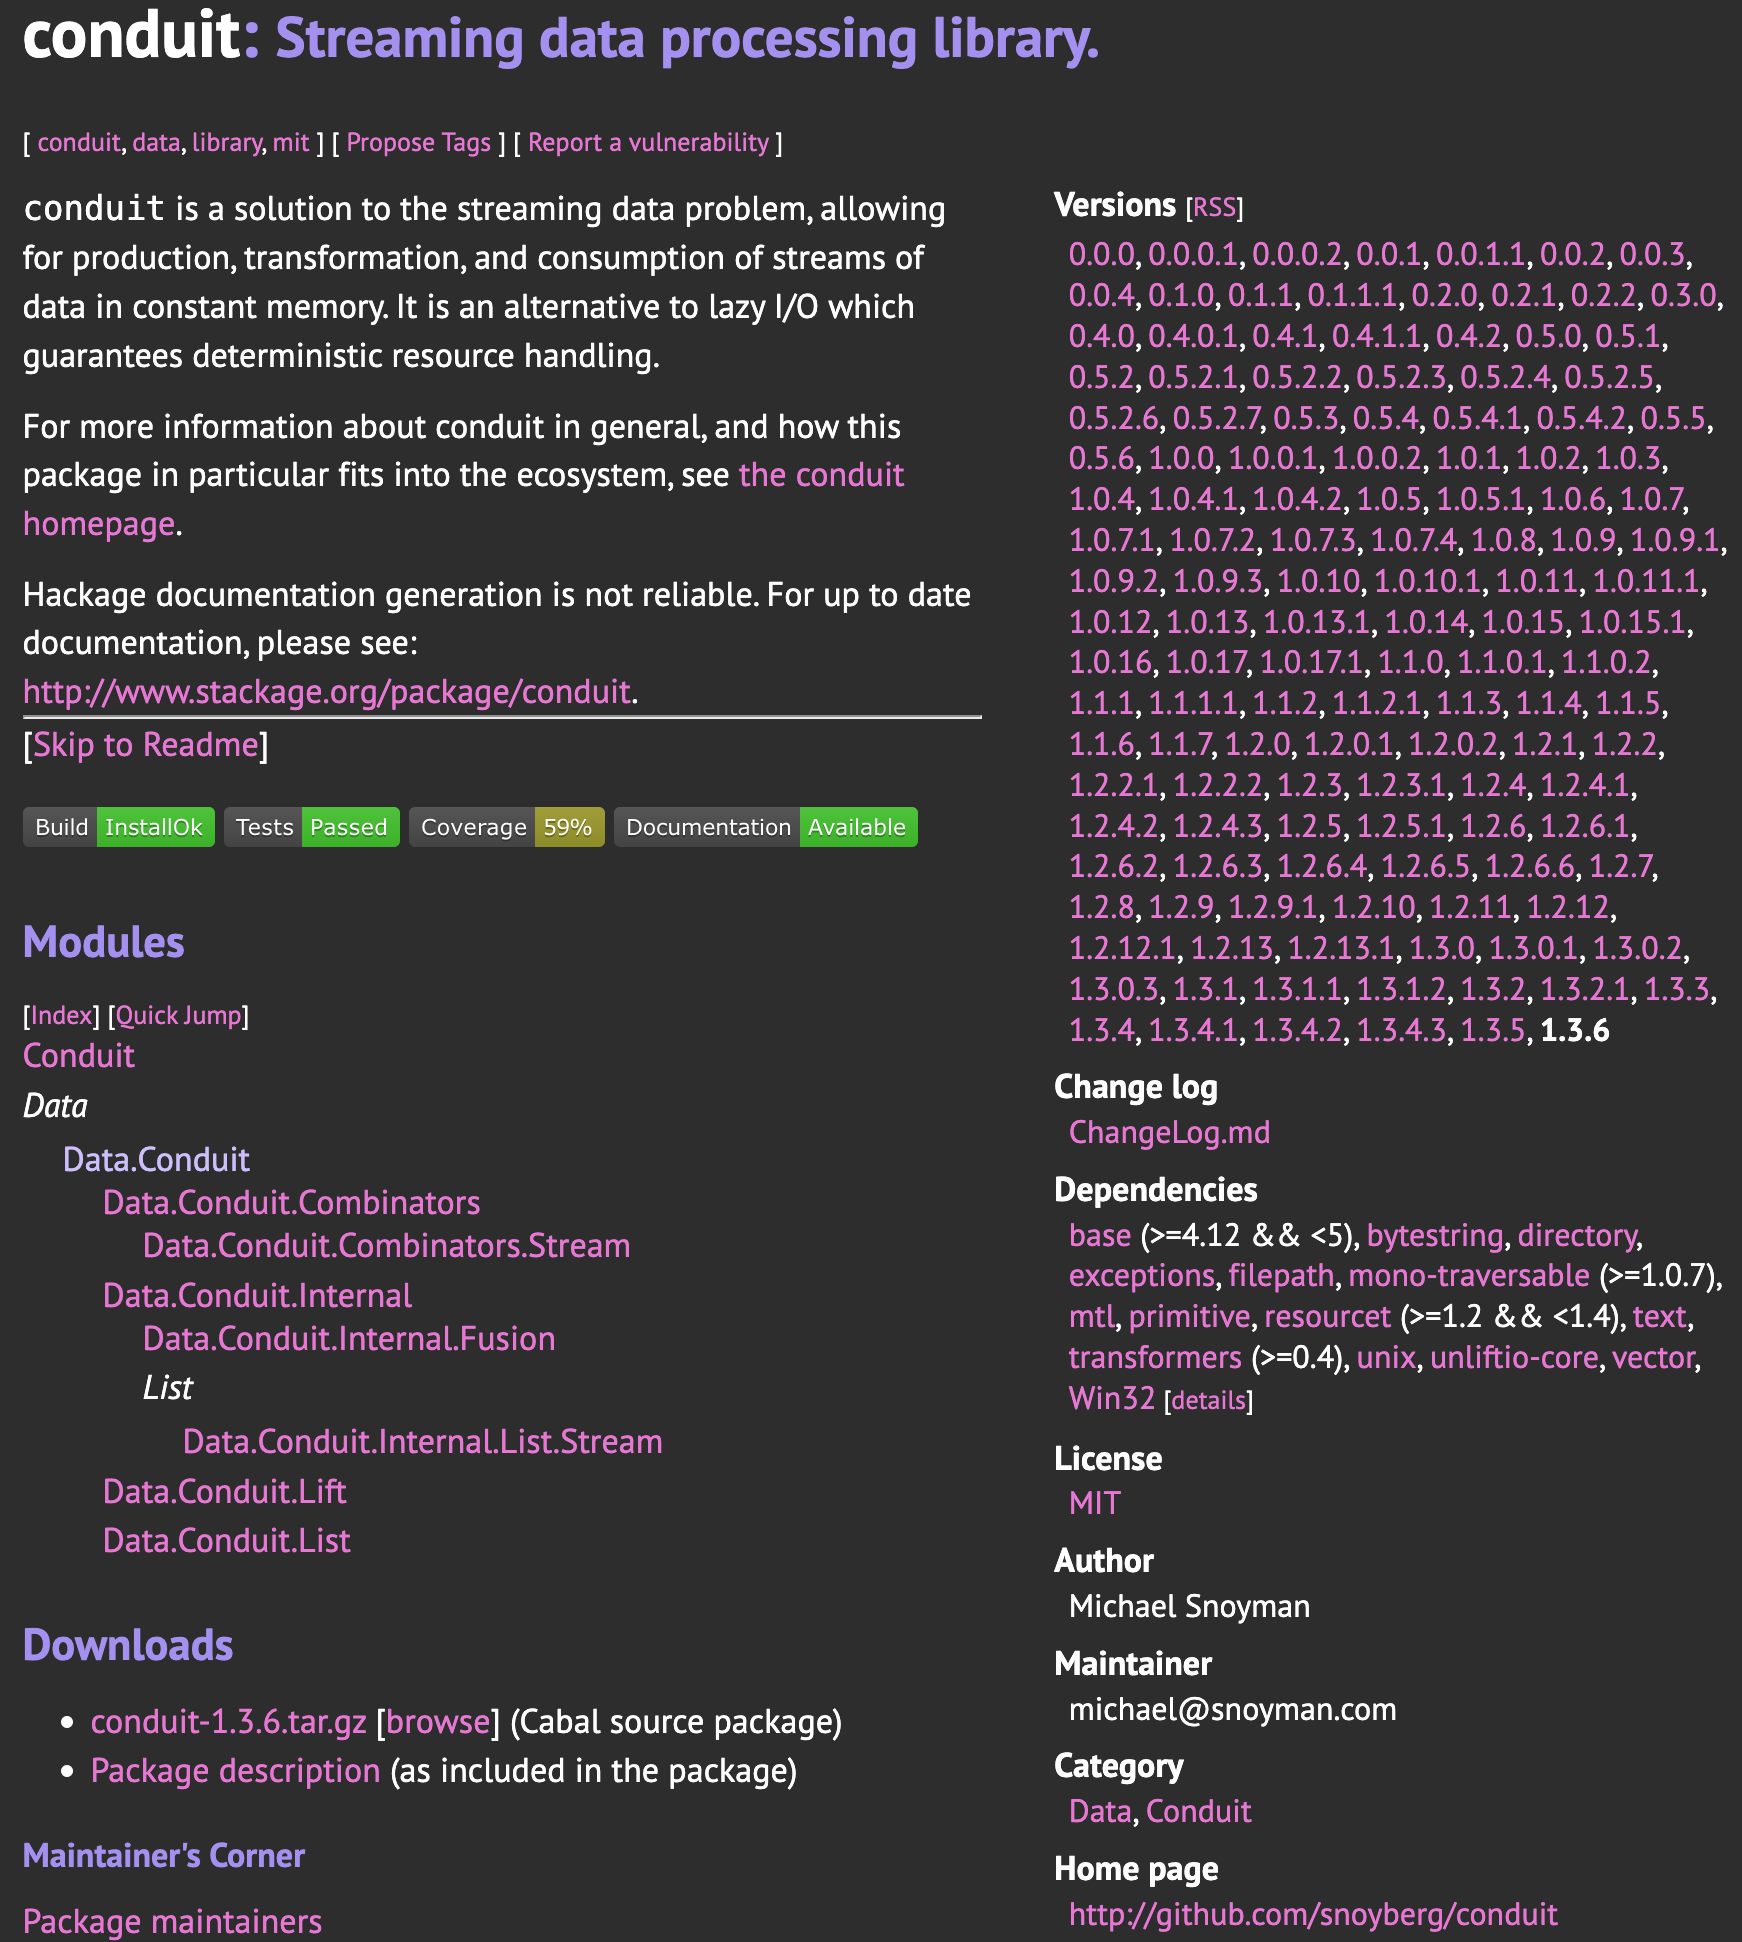 conduit: Streaming data processing library.
[ conduit, data, library, mit ] [ Propose Tags ] [ Report a vulnerability ]
conduit is a solution to the streaming data problem, allowing
for production, transformation, and consumption of streams of
data in constant memory. It is an alternative to lazy I/O which
guarantees deterministic resource handling.
For more information about conduit in general, and how this
package in particular fits into the ecosystem, see the conduit
homepage.
Hackage documentation generation is not reliable. For up to date
documentation, please see:
http://www.stackage.org/package/conduit.
[Skip to Readme]
Build InstallOk Tests Passed Coverage 59% Documentation Available
Modules
[Index] [Quick Jump]
Conduit
Data
Data.Conduit
Data.Conduit.Combinators
Data.Conduit.Combinators.Stream
Data.Conduit.Internal
Data.Conduit.Internal.Fusion
List
Data.Conduit.Internal.List.Stream
Data.Conduit.Lift
Data.Conduit.List
Downloads
• conduit-1.3.6.tar.gz [browse] (Cabal source package)
• Package description (as included in the package)
Maintainer's Corner
Package maintainers
Versions [RSS]
0.0.0, 0.0.0.1, 0.0.0.2, 0.0.1, 0.0.1.1, 0.0.2, 0.0.3,
0.0.4, 0.1.0, 0.1.1, 0.1.1.1, 0.2.0, 0.2.1, 0.2.2, 0.3.0,
0.4.0, 0.4.0.1, 0.4.1, 0.4.1.1, 0.4.2, 0.5.0, 0.5.1,
0.5.2, 0.5.2.1, 0.5.2.2, 0.5.2.3, 0.5.2.4, 0.5.2.5,
0.5.2.6, 0.5.2.7, 0.5.3, 0.5.4, 0.5.4.1, 0.5.4.2, 0.5.5,
0.5.6, 1.0.0, 1.0.0.1, 1.0.0.2, 1.0.1, 1.0.2, 1.0.3,
1.0.4, 1.0.4.1, 1.0.4.2, 1.0.5, 1.0.5.1, 1.0.6, 1.0.7,
1.0.7.1, 1.0.7.2, 1.0.7.3, 1.0.7.4, 1.0.8, 1.0.9, 1.0.9.1,
1.0.9.2, 1.0.9.3, 1.0.10, 1.0.10.1, 1.0.11, 1.0.11.1,
1.0.12, 1.0.13, 1.0.13.1, 1.0.14, 1.0.15, 1.0.15.1,
1.0.16, 1.0.17, 1.0.17.1, 1.1.0, 1.1.0.1, 1.1.0.2,
1.1.1, 1.1.1.1, 1.1.2, 1.1.2.1, 1.1.3, 1.1.4, 1.1.5,
1.1.6, 1.1.7, 1.2.0, 1.2.0.1, 1.2.0.2, 1.2.1, 1.2.2,
1.2.2.1, 1.2.2.2, 1.2.3, 1.2.3.1, 1.2.4, 1.2.4.1,
1.2.4.2, 1.2.4.3, 1.2.5, 1.2.5.1, 1.2.6, 1.2.6.1,
1.2.6.2, 1.2.6.3, 1.2.6.4, 1.2.6.5, 1.2.6.6, 1.2.7,
1.2.8, 1.2.9, 1.2.9.1, 1.2.10, 1.2.11, 1.2.12,
1.2.12.1, 1.2.13, 1.2.13.1, 1.3.0, 1.3.0.1, 1.3.0.2,
1.3.0.3, 1.3.1, 1.3.1.1, 1.3.1.2, 1.3.2, 1.3.2.1, 1.3.3,
1.3.4, 1.3.4.1, 1.3.4.2, 1.3.4.3, 1.3.5, 1.3.6
Change log
ChangeLog.md
Dependencies
base (>=4.12 && <5), bytestring, directory,
exceptions, filepath, mono-traversable (>=1.0.7),
mtl, primitive, resourcet (>=1.2 && <1.4), text,
transformers (>=0.4), unix, unliftio-core, vector,
Win32 [details]
License
MIT
Author
Michael Snoyman
Maintainer
michael@snoyman.com
Category
Data, Conduit
Home page
http://github.com/snoyberg/conduit